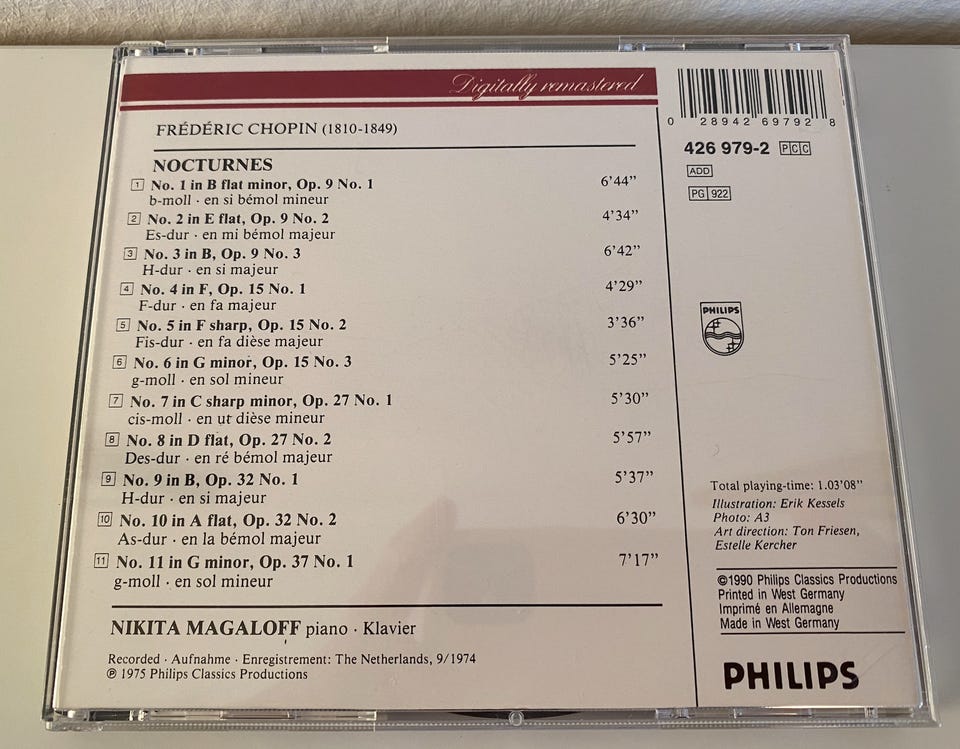 Digitally remastered
FRÉDÉRIC CHOPIN (1810-1849)
NOCTURNES
1 No. 1 in B flat minor, Op. 9 No. 1 6'44”
b-moll · en si bémol mineur
2 No. 2 in E flat, Op. 9 No. 2 4'34”
Es-dur · en mi bémol majeur
3 No. 3 in B, Op. 9 No. 3 6'42”
H-dur · en si majeur
4 No. 4 in F, Op. 15 No. 1 4'29”
F-dur · en fa majeur
5 No. 5 in F sharp, Op. 15 No. 2 3'36”
Fis-dur · en fa dièse majeur
6 No. 6 in G minor, Op. 15 No. 3 5'25”
g-moll · en sol mineur
7 No. 7 in C sharp minor, Op. 27 No. 1 5'30”
cis-moll · en ut dièse mineur
8 No. 8 in D flat, Op. 27 No. 2 5'57”
Des-dur · en ré bémol majeur
9 No. 9 in B, Op. 32 No. 1 5'37”
H-dur · en si majeur
10 No. 10 in A flat, Op. 32 No. 2 6'30”
As-dur · en la bémol majeur
11 No. 11 in G minor, Op. 37 No. 1 7'17”
g-moll · en sol mineur
NIKITA MAGALOFF piano · Klavier
Recorded · Aufnahme · Enregistrement: The Netherlands, 9/1974
℗ 1975 Philips Classics Productions
0 28942 69792 8
426 979-2 PCC
ADD
PG 922
PHILIPS
Total playing-time: 1.03'08”
Illustration: Erik Kessels
Photo: A3
Art direction: Ton Friesen,
Estelle Kercher
©1990 Philips Classics Productions
Printed in West Germany
Imprimé en Allemagne
Made in West Germany
PHILIPS